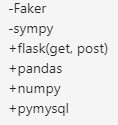 -Faker
-sympy
+flask(get, post)
+pandas
+numpy
+pymysql